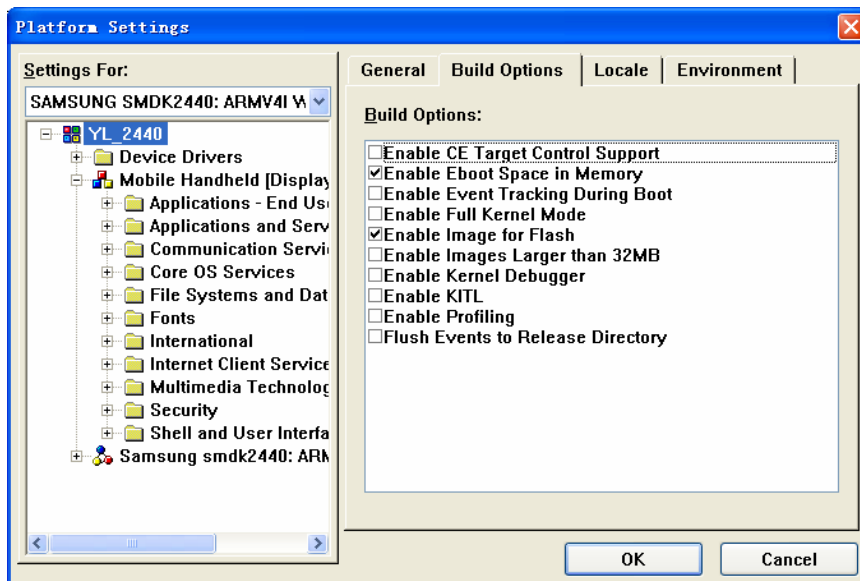 Platform Settings
Settings For:
SAMSUNG SMDK2440: ARMV4I W
YL_2440
Device Drivers
Mobile Handheld [Display
Applications - End Us
Applications and Serv
Communication Servi
Core OS Services
File Systems and Dat
Fonts
International
Internet Client Service
Multimedia Technolog
Security
Shell and User Interfa
Samsung smdk2440: ARM
General
Build Options
Locale
Environment
Build Options:
Enable CE Target Control Support
Enable Eboot Space in Memory
Enable Event Tracking During Boot
Enable Full Kernel Mode
Enable Image for Flash
Enable Images Larger than 32MB
Enable Kernel Debugger
Enable KITL
Enable Profiling
Flush Events to Release Directory
OK
Cancel